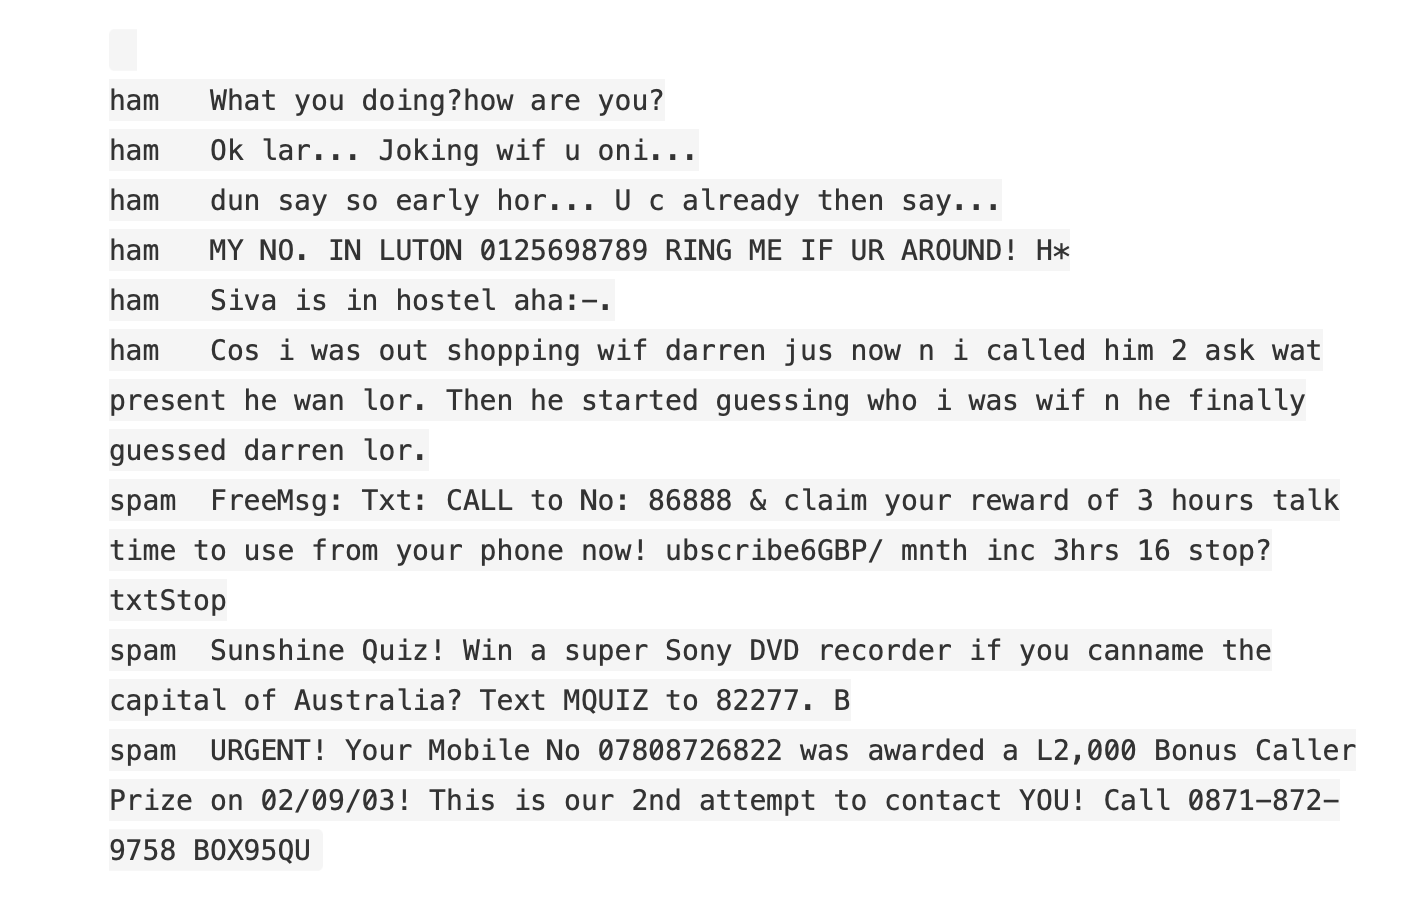 ham   What you doing?how are you?
ham   Ok lar... Joking wif u oni...
ham   dun say so early hor... U c already then say...
ham   MY NO. IN LUTON 0125698789 RING ME IF UR AROUND! H*
ham   Siva is in hostel aha:-.
ham   Cos i was out shopping wif darren jus now n i called him 2 ask wat
present he wan lor. Then he started guessing who i was wif n he finally
guessed darren lor.
spam  FreeMsg: Txt: CALL to No: 86888 & claim your reward of 3 hours talk
time to use from your phone now! ubscribe6GBP/ mnth inc 3hrs 16 stop?
txtStop
spam  Sunshine Quiz! Win a super Sony DVD recorder if you canname the
capital of Australia? Text MQUIZ to 82277. B
spam  URGENT! Your Mobile No 07808726822 was awarded a L2,000 Bonus Caller
Prize on 02/09/03! This is our 2nd attempt to contact YOU! Call 0871-872-
9758 BOX95QU